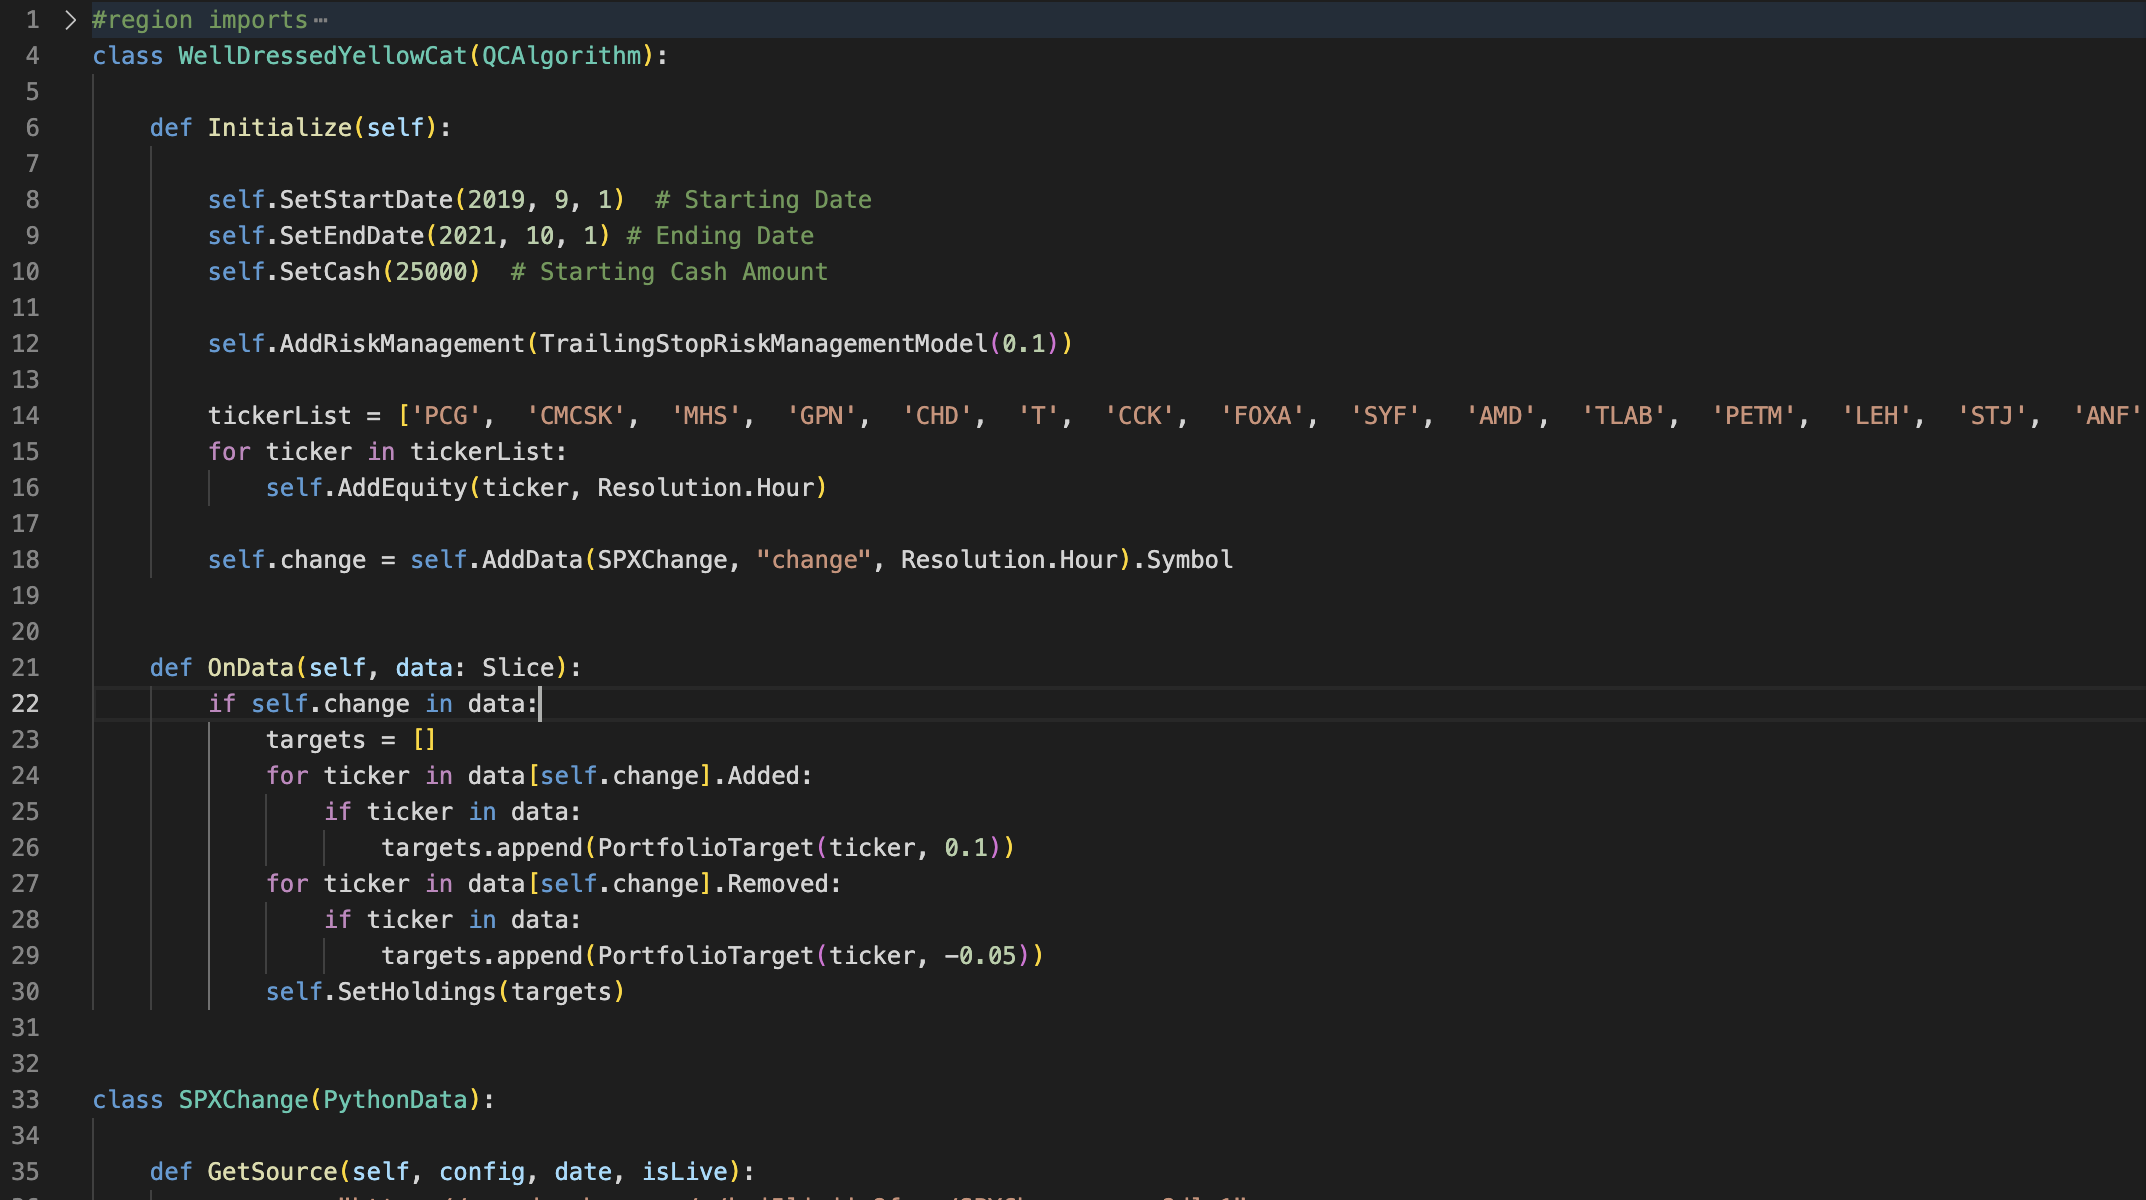 1 > #region imports⋯
4 class WellDressedYellowCat(QCAlgorithm):
5
6     def Initialize(self):
7
8         self.SetStartDate(2019, 9, 1)  # Starting Date
9         self.SetEndDate(2021, 10, 1) # Ending Date
10         self.SetCash(25000)  # Starting Cash Amount
11
12         self.AddRiskManagement(TrailingStopRiskManagementModel(0.1))
13
14         tickerList = ['PCG',  'CMCSK',  'MHS',  'GPN',  'CHD',  'T',  'CCK',  'FOXA',  'SYF',  'AMD',  'TLAB',  'PETM',  'LEH',  'STJ',  'ANF'
15         for ticker in tickerList:
16             self.AddEquity(ticker, Resolution.Hour)
17
18         self.change = self.AddData(SPXChange, "change", Resolution.Hour).Symbol
19
20
21     def OnData(self, data: Slice):
22         if self.change in data:
23             targets = []
24             for ticker in data[self.change].Added:
25                 if ticker in data:
26                     targets.append(PortfolioTarget(ticker, 0.1))
27             for ticker in data[self.change].Removed:
28                 if ticker in data:
29                     targets.append(PortfolioTarget(ticker, -0.05))
30             self.SetHoldings(targets)
31
32
33 class SPXChange(PythonData):
34
35     def GetSource(self, config, date, isLive):